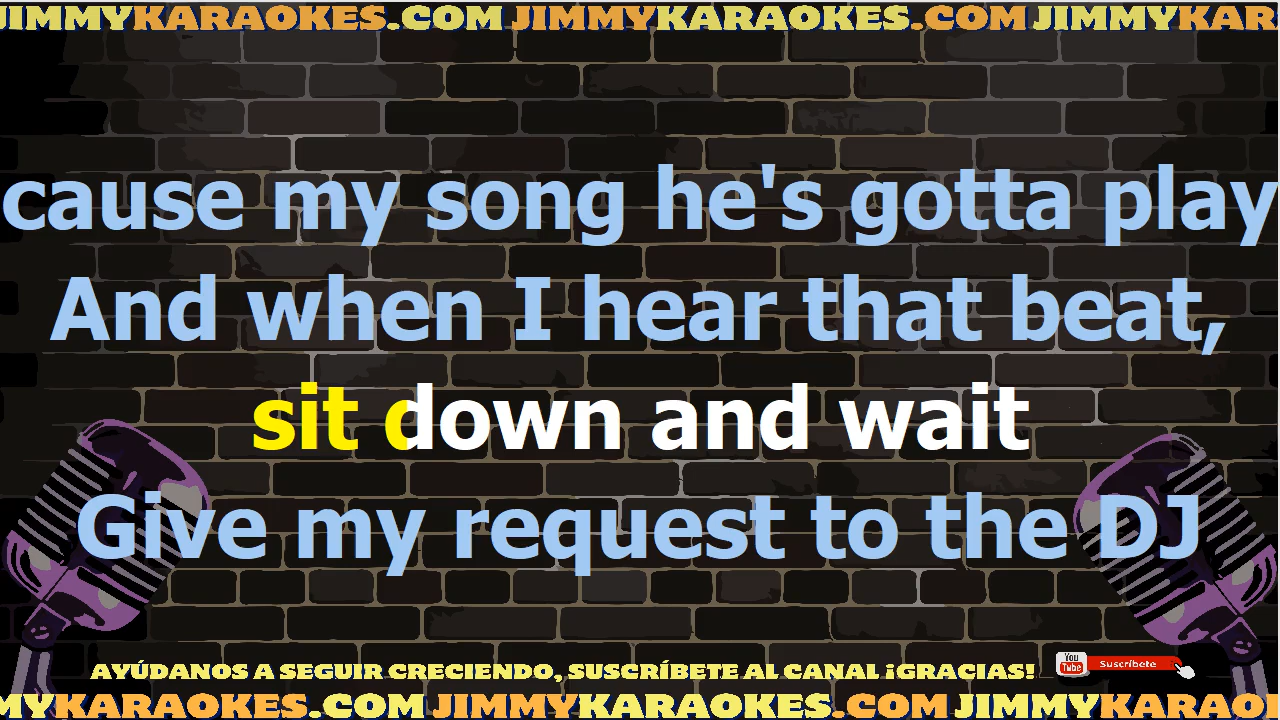 JIMMYKARAOKES.COM JIMMYKARAOKES.COM JIMMYKAR
cause my song he's gotta play
And when I hear that beat,
sit down and wait
Give my request to the DJ
AYÚDANOS A SEGUIR CRECIENDO, SUSCRÍBETE AL CANAL ¡GRACIAS!
You Tube Suscríbete
MYKARAOKES.COM JIMMYKARAOKES.COM JIMMYKARAO